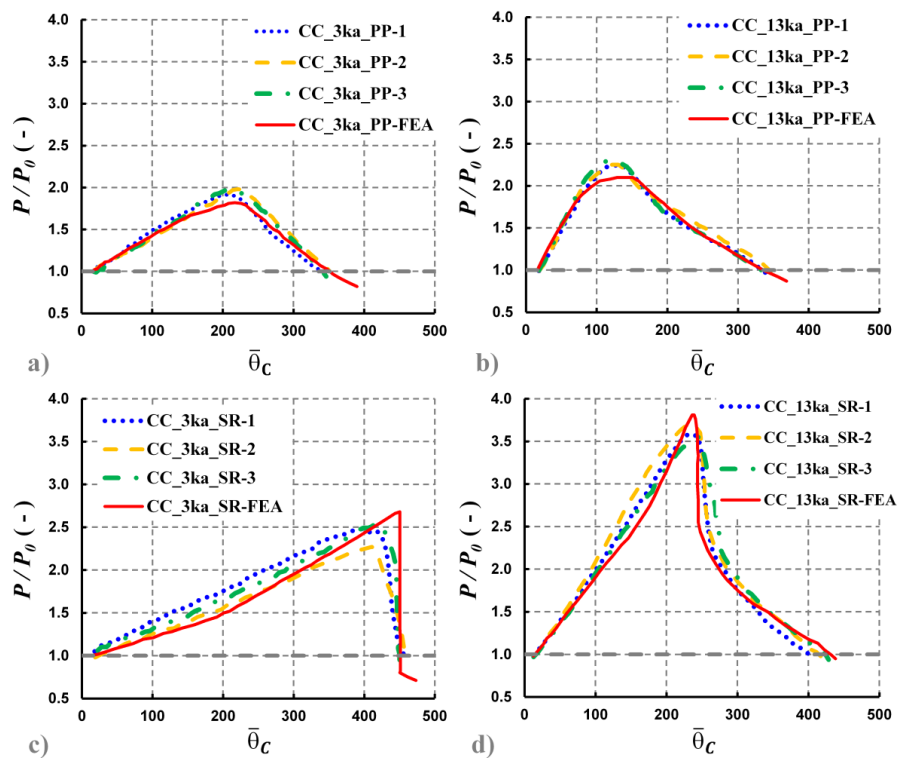 4.0
3.5
3.0
2.5
2.0
1.5
1.0
0.5
0 100 200 300 400 500
P / P0 ( - )
θ̄C
CC_3ka_PP-1
CC_3ka_PP-2
CC_3ka_PP-3
CC_3ka_PP-FEA
a)
4.0
3.5
3.0
2.5
2.0
1.5
1.0
0.5
0 100 200 300 400 500
P / P0 ( - )
θ̄C
CC_13ka_PP-1
CC_13ka_PP-2
CC_13ka_PP-3
CC_13ka_PP-FEA
b)
4.0
3.5
3.0
2.5
2.0
1.5
1.0
0.5
0 100 200 300 400 500
P / P0 ( - )
θ̄C
CC_3ka_SR-1
CC_3ka_SR-2
CC_3ka_SR-3
CC_3ka_SR-FEA
c)
4.0
3.5
3.0
2.5
2.0
1.5
1.0
0.5
0 100 200 300 400 500
P / P0 ( - )
θ̄C
CC_13ka_SR-1
CC_13ka_SR-2
CC_13ka_SR-3
CC_13ka_SR-FEA
d)